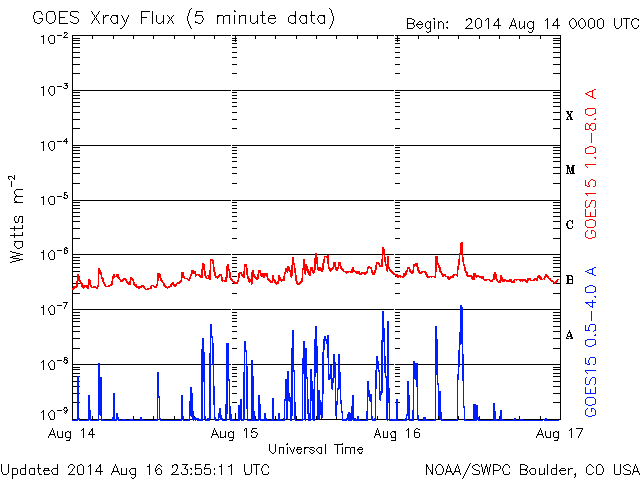 GOES Xray Flux (5 minute data)
Begin: 2014 Aug 14 0000 UTC
10⁻²
10⁻³
10⁻⁴
10⁻⁵
10⁻⁶
10⁻⁷
10⁻⁸
10⁻⁹
Watts m⁻²
X
M
C
B
A
GOES15 1.0-8.0 A
GOES15 0.5-4.0 A
Aug 14
Aug 15
Aug 16
Aug 17
Universal Time
Updated 2014 Aug 16 23:55:11 UTC
NOAA/SWPC Boulder, CO USA